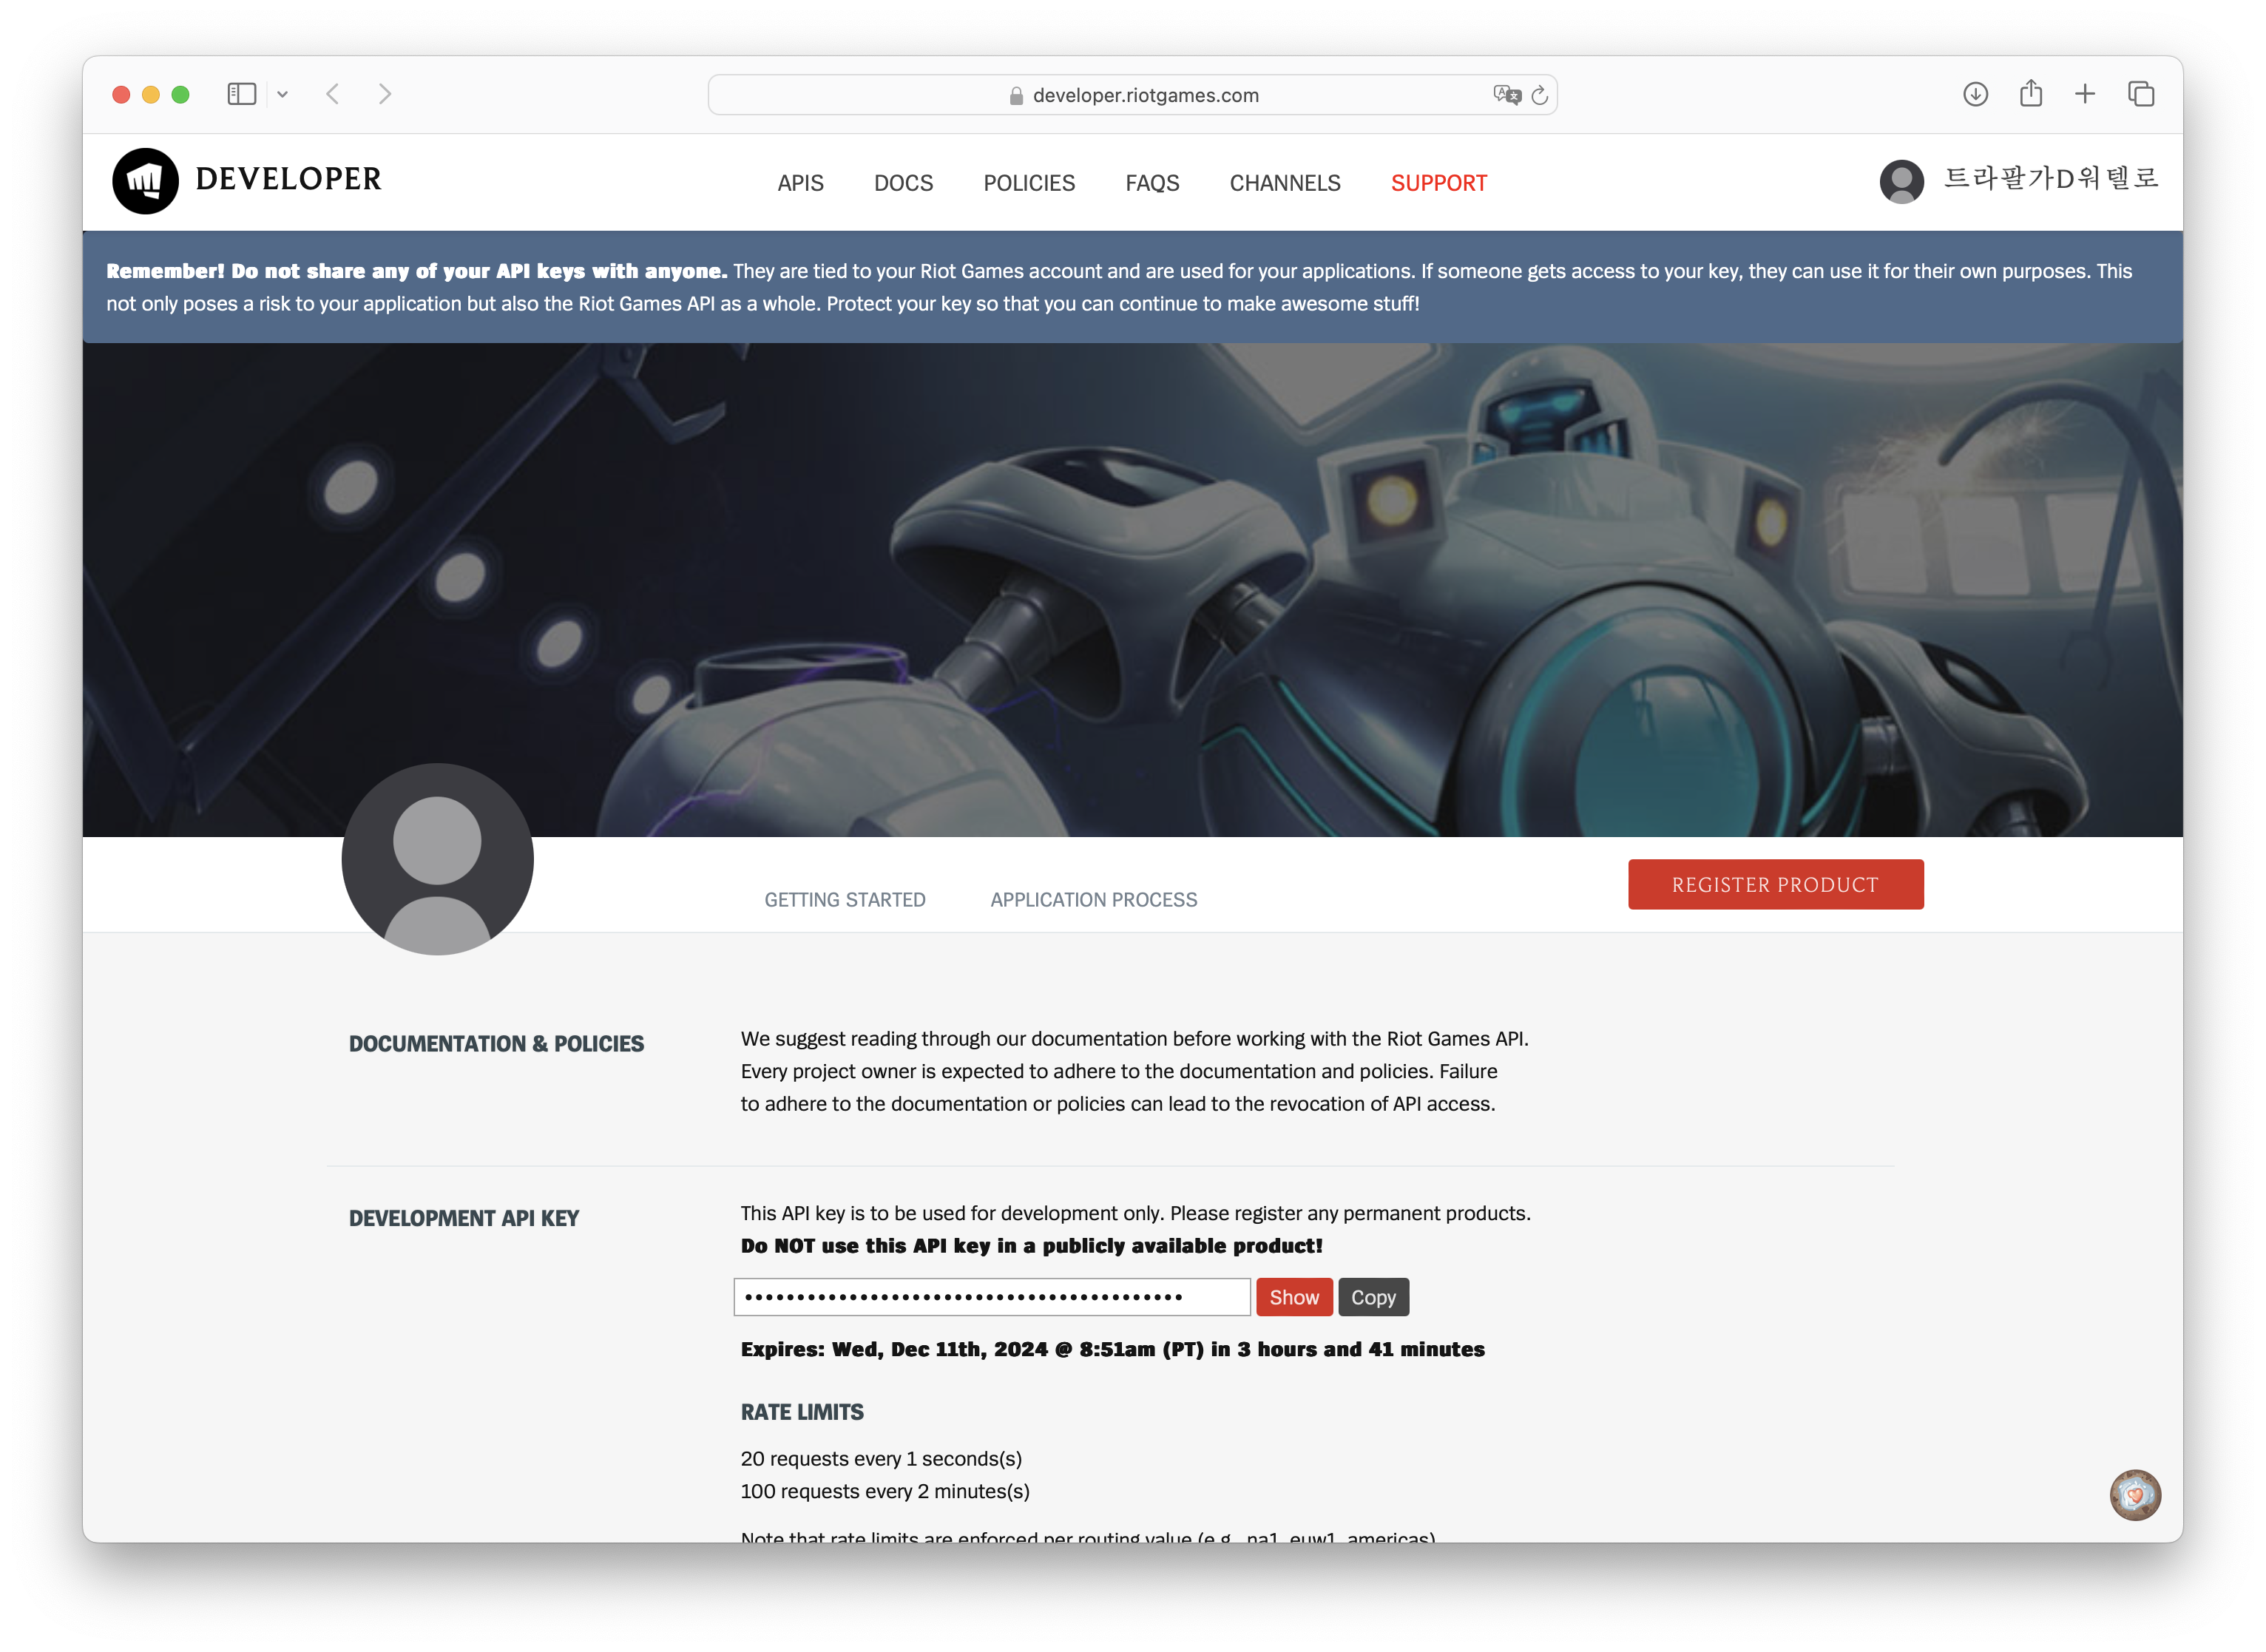 developer.riotgames.com
DEVELOPER
APIS DOCS POLICIES FAQS CHANNELS SUPPORT
트라팔가D워텔로
Remember! Do not share any of your API keys with anyone. They are tied to your Riot Games account and are used for your applications. If someone gets access to your key, they can use it for their own purposes. This
not only poses a risk to your application but also the Riot Games API as a whole. Protect your key so that you can continue to make awesome stuff!
GETTING STARTED APPLICATION PROCESS
REGISTER PRODUCT
DOCUMENTATION & POLICIES
We suggest reading through our documentation before working with the Riot Games API.
Every project owner is expected to adhere to the documentation and policies. Failure
to adhere to the documentation or policies can lead to the revocation of API access.
DEVELOPMENT API KEY
This API key is to be used for development only. Please register any permanent products.
Do NOT use this API key in a publicly available product!
•••••••••••••••••••••••••••••••••••••••••• Show Copy
Expires: Wed, Dec 11th, 2024 @ 8:51am (PT) in 3 hours and 41 minutes
RATE LIMITS
20 requests every 1 seconds(s)
100 requests every 2 minutes(s)
Note that rate limits are enforced per routing value (e.g., na1, euw1, americas)